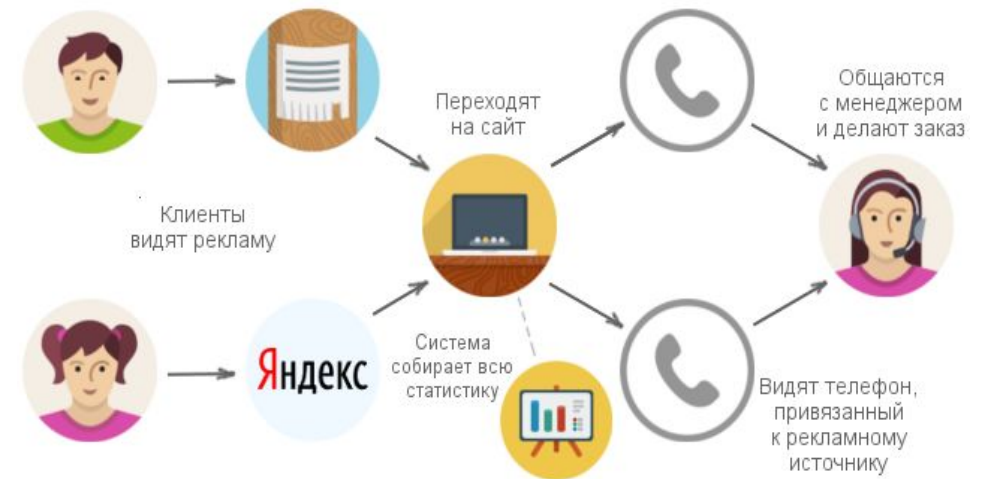 Переходят
на сайт
Общаются
с менеджером
и делают заказ
Клиенты
видят рекламу
Яндекс
Система
собирает всю
статистику
Видят телефон,
привязанный
к рекламному
источнику